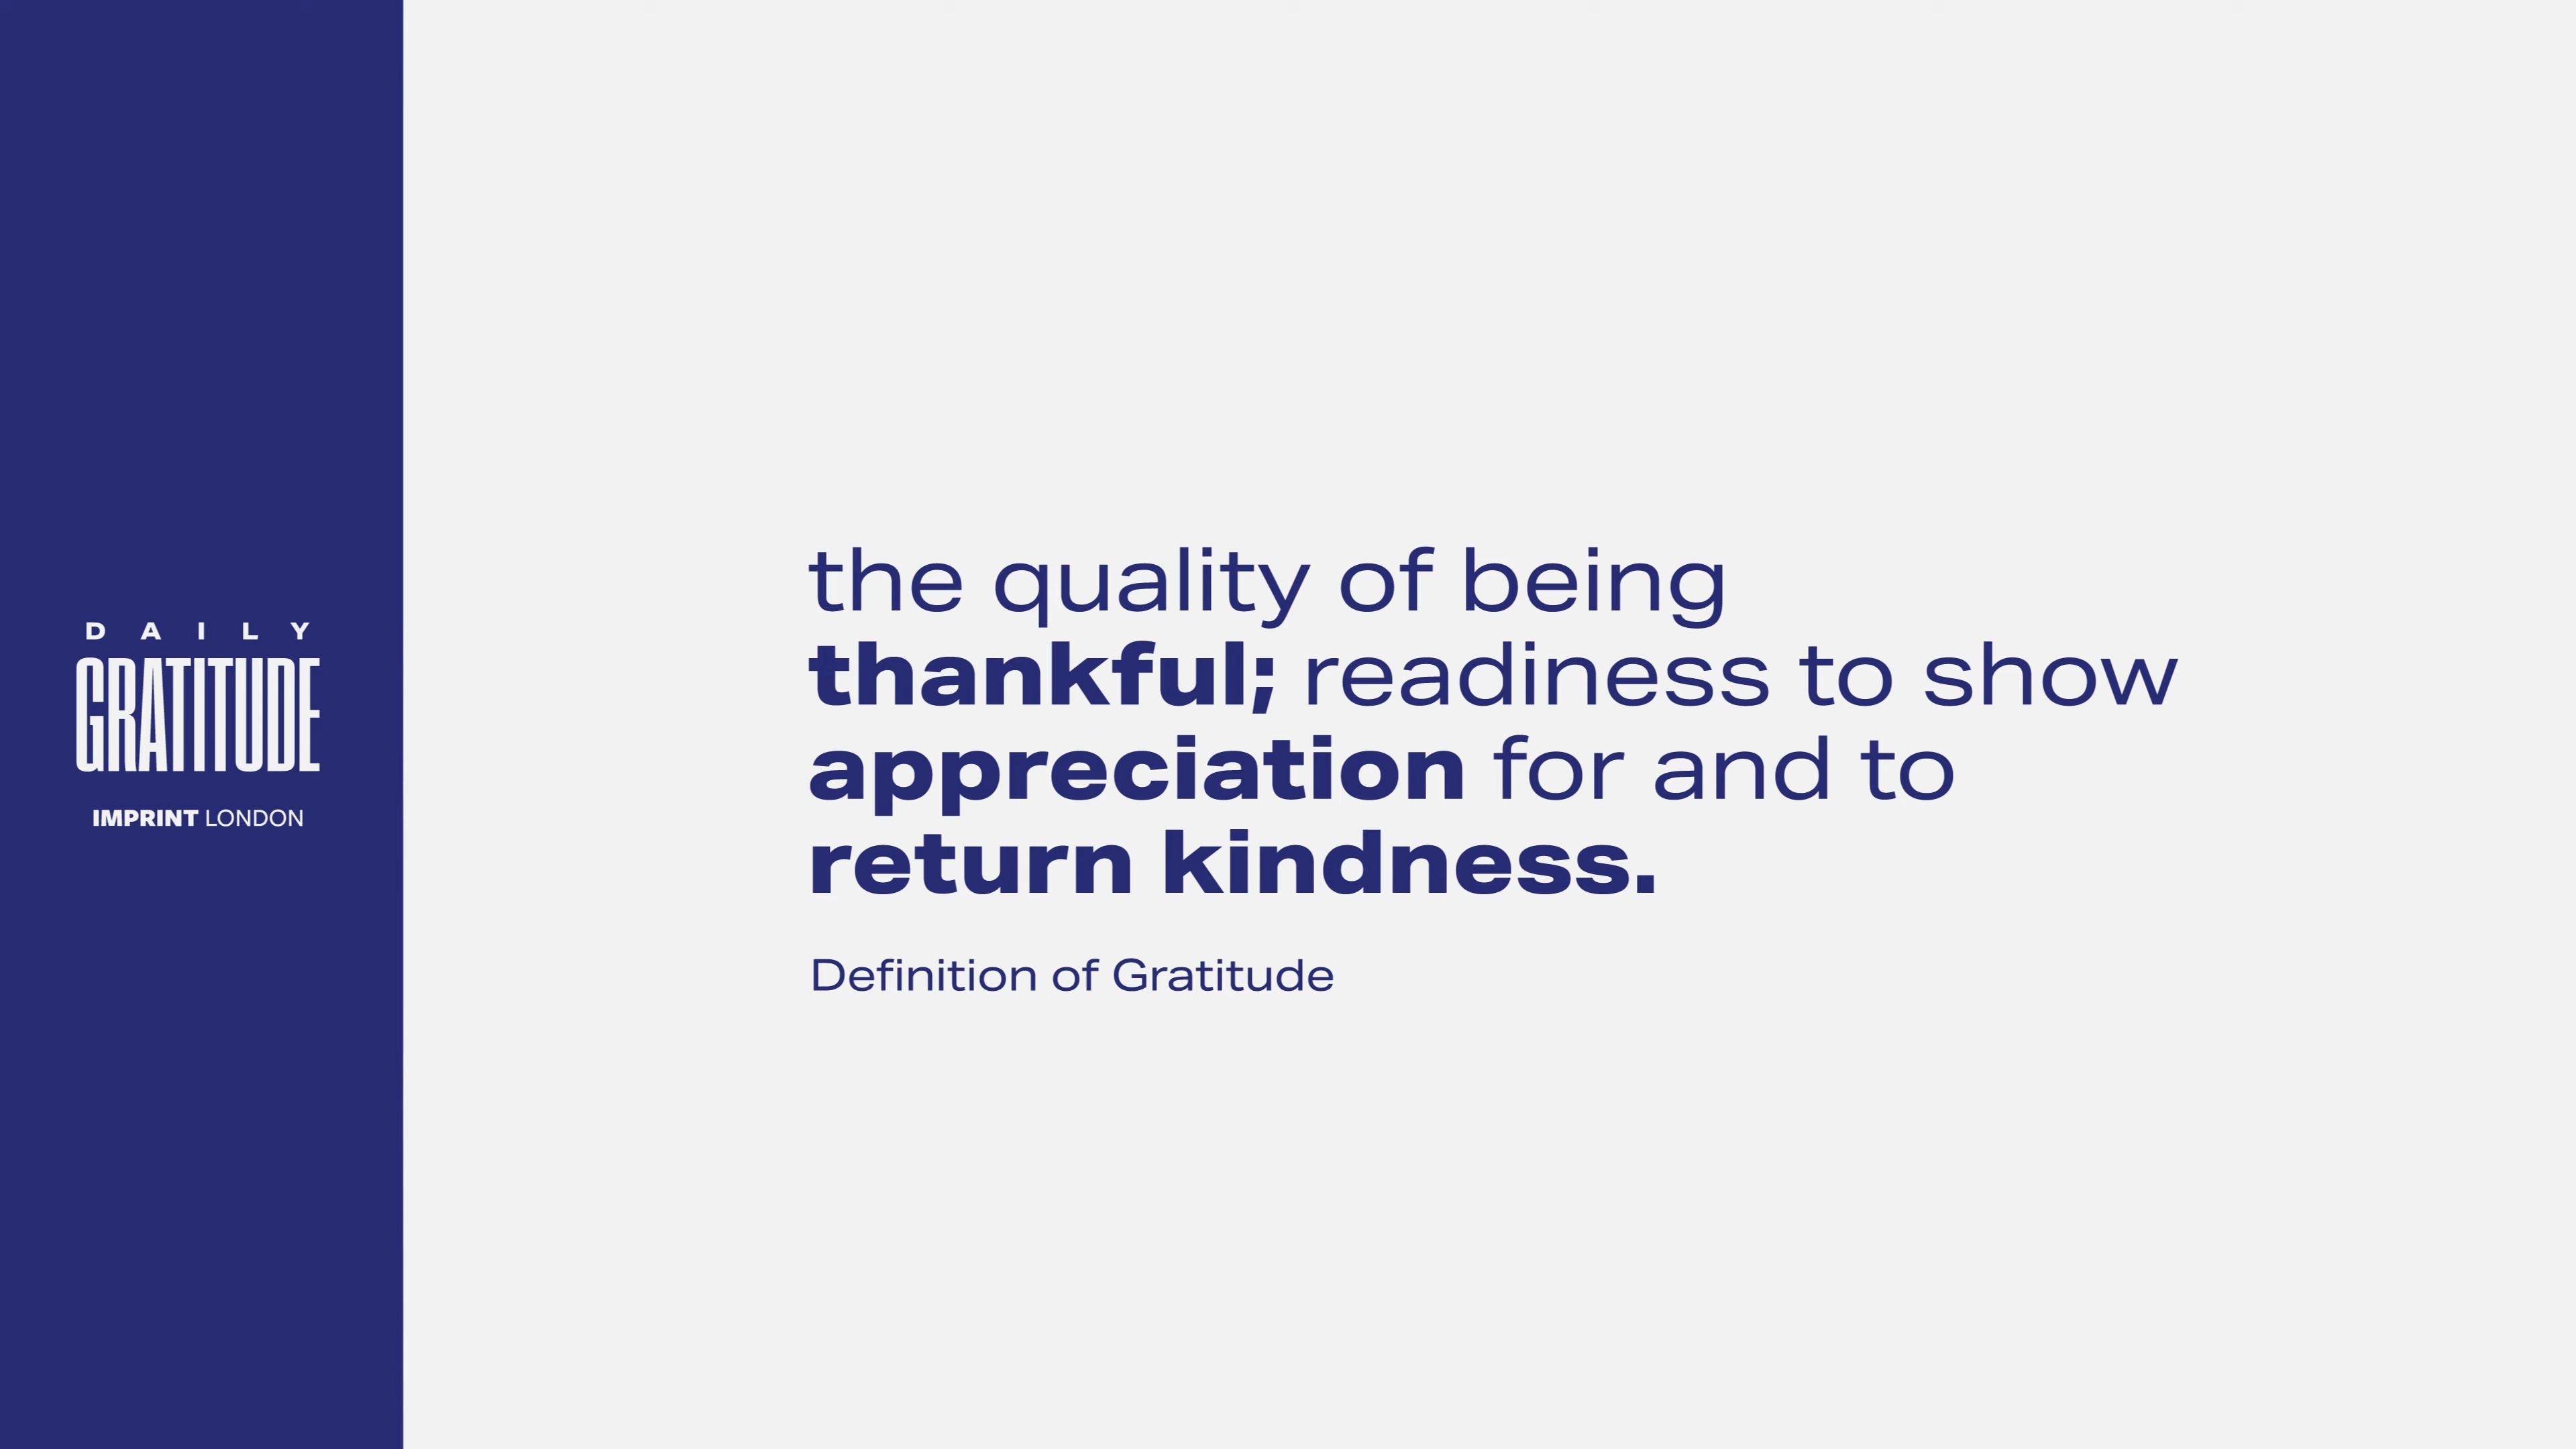 DAILY
GRATITUDE
IMPRINT LONDON
the quality of being
thankful; readiness to show
appreciation for and to
return kindness.
Definition of Gratitude